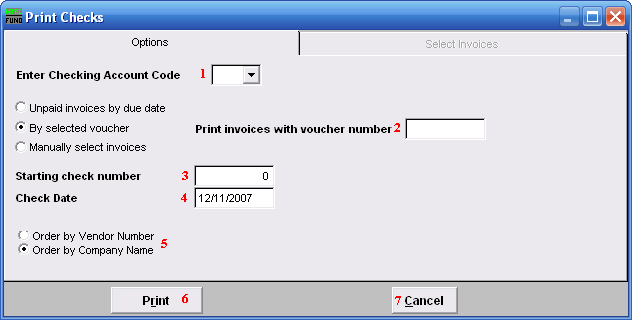 FUND Print Checks
Options Select Invoices
Enter Checking Account Code 1
Unpaid invoices by due date
By selected voucher Print invoices with voucher number 2
Manually select invoices
Starting check number 3 0
Check Date 4 12/11/2007
Order by Vendor Number
Order by Company Name 5
Print 6 7 Cancel